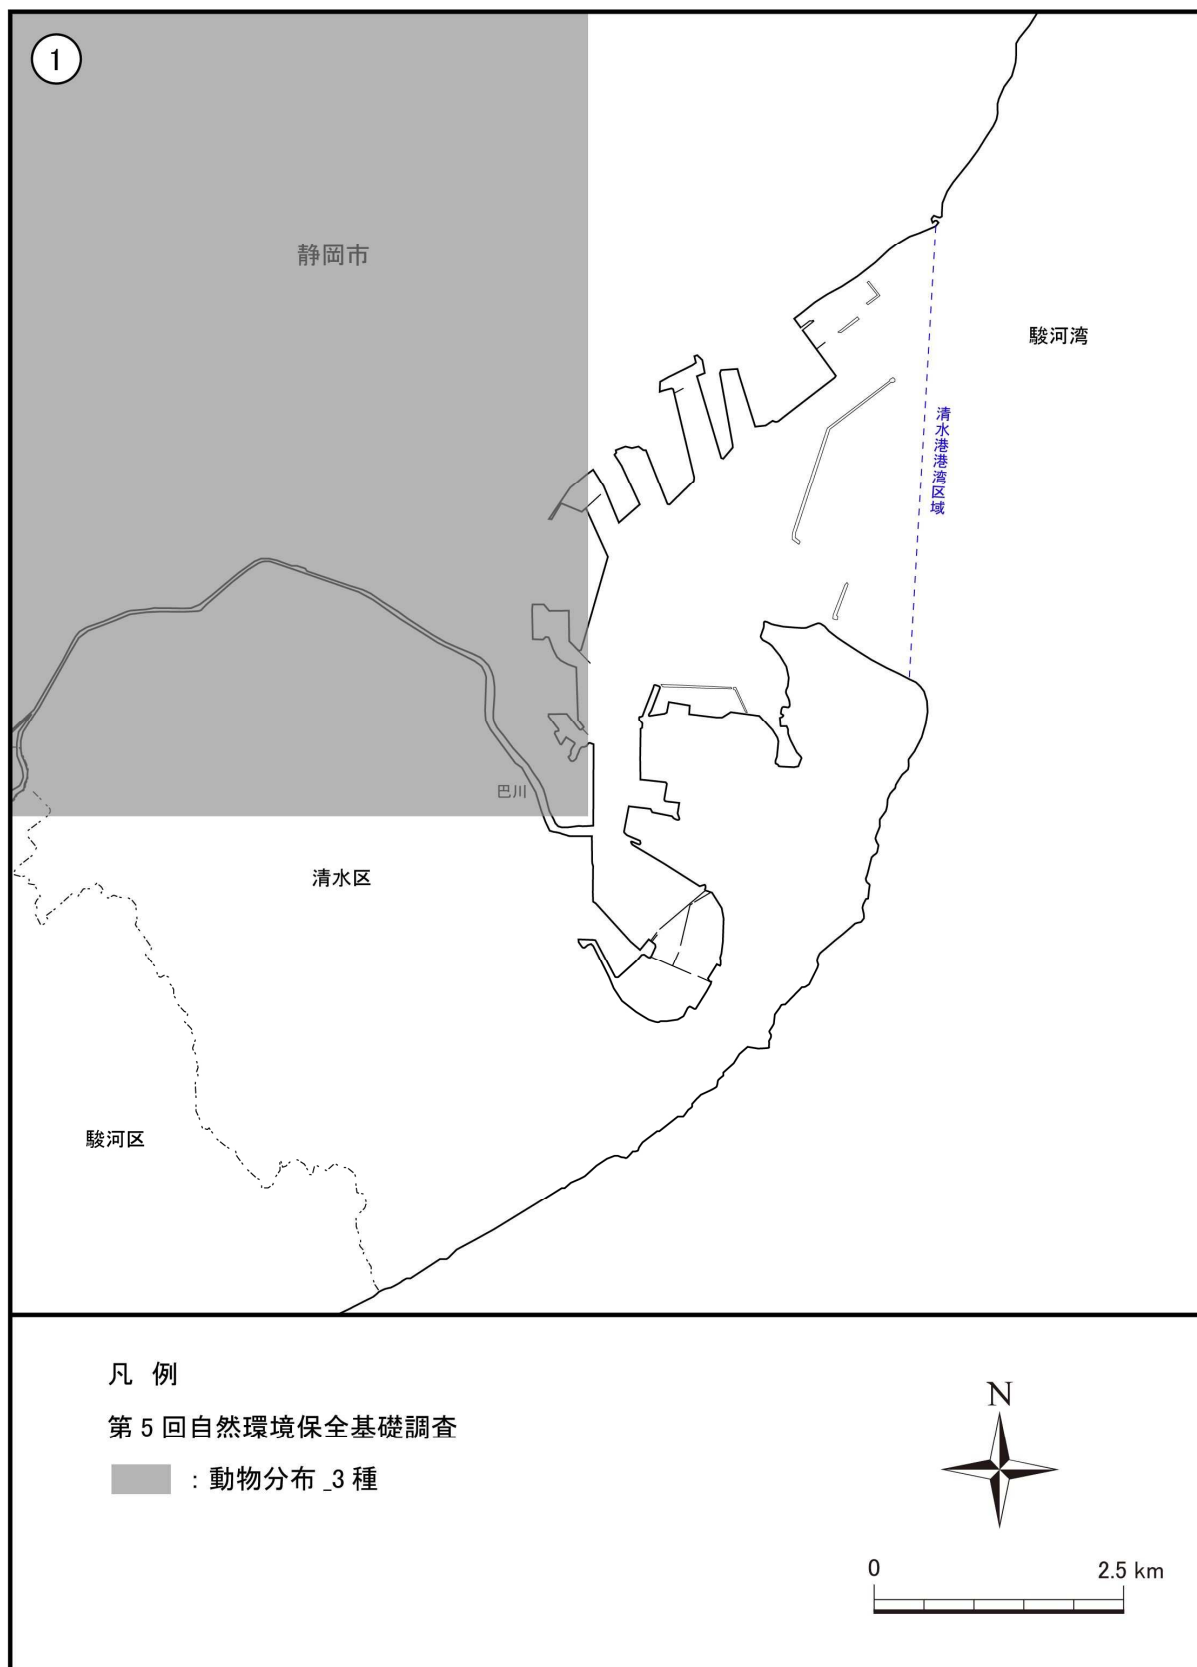 ①
静岡市
駿河湾
清水港港湾区域
巴川
清水区
駿河区
凡 例
第 5 回自然環境保全基礎調査
：動物分布_3 種
N
0
2.5 km